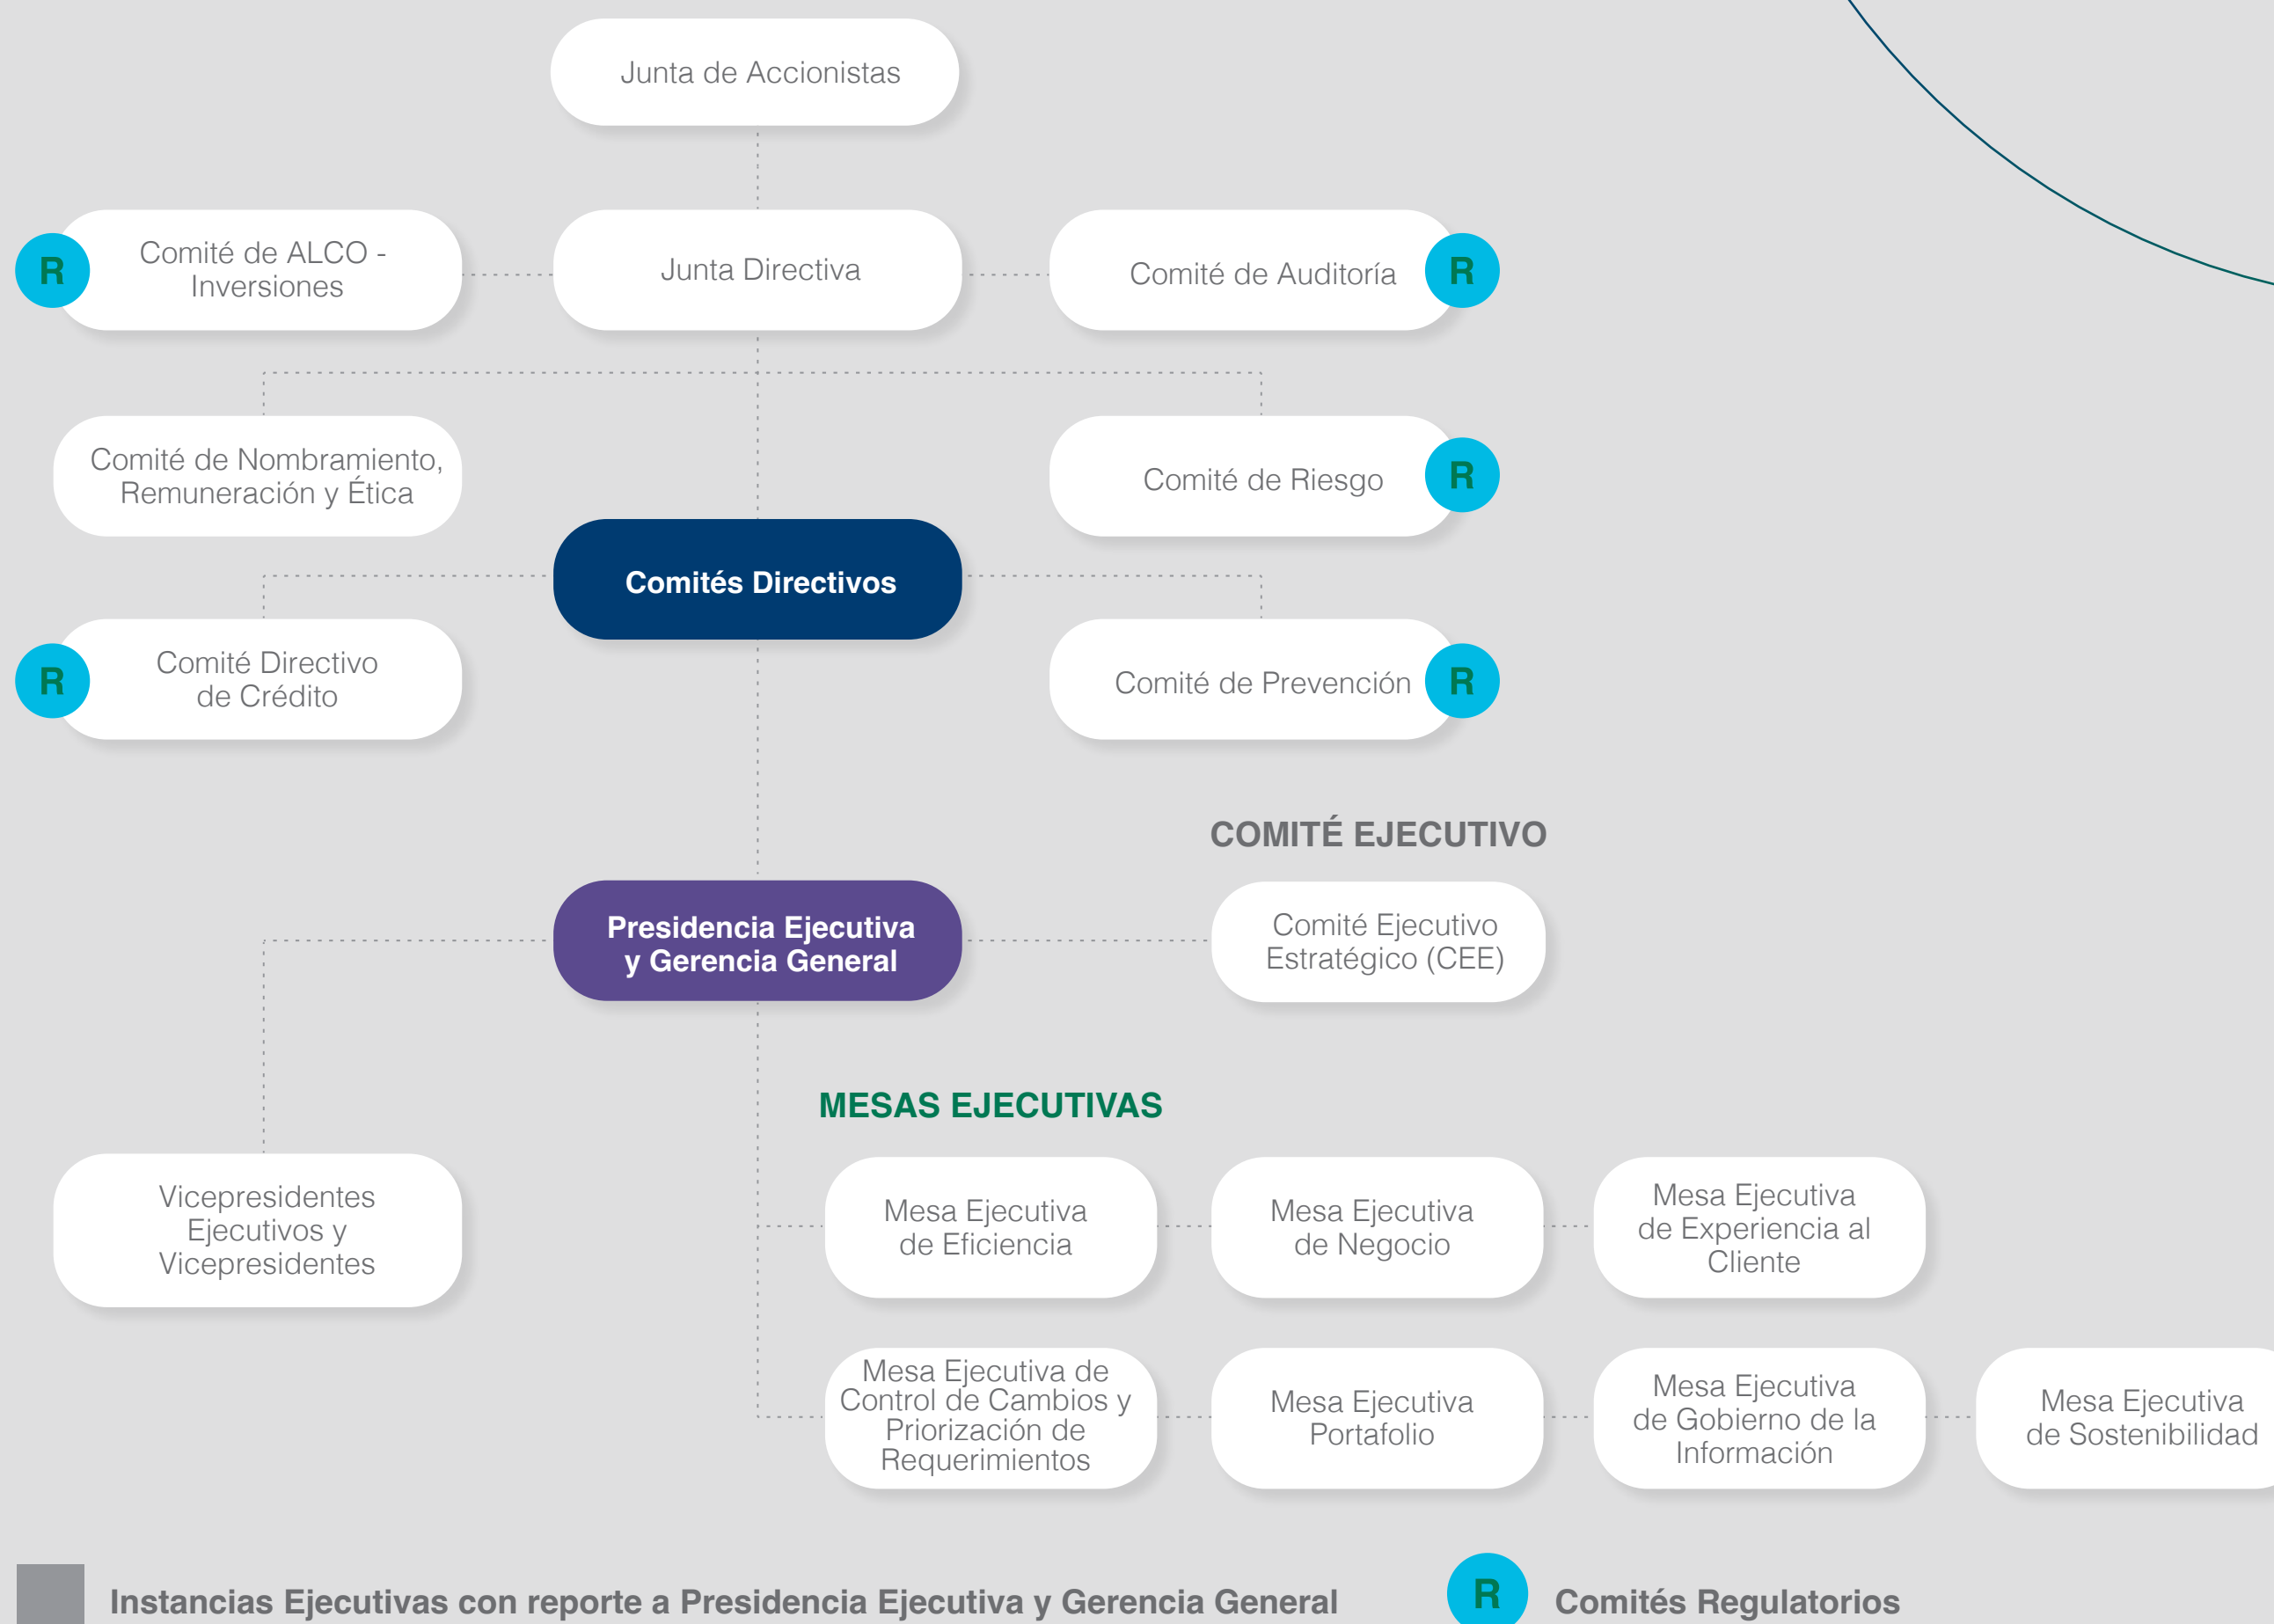 Junta de Accionistas
R
Comité de ALCO -
Inversiones
Junta Directiva
Comité de Auditoría
R
Comité de Nombramiento,
Remuneración y Ética
Comité de Riesgo
R
Comités Directivos
R
Comité Directivo
de Crédito
Comité de Prevención
R
COMITÉ EJECUTIVO
Presidencia Ejecutiva
y Gerencia General
Comité Ejecutivo
Estratégico (CEE)
MESAS EJECUTIVAS
Vicepresidentes
Ejecutivos y
Vicepresidentes
Mesa Ejecutiva
de Eficiencia
Mesa Ejecutiva
de Negocio
Mesa Ejecutiva
de Experiencia al
Cliente
Mesa Ejecutiva de
Control de Cambios y
Priorización de
Requerimientos
Mesa Ejecutiva
Portafolio
Mesa Ejecutiva
de Gobierno de la
Información
Mesa Ejecutiva
de Sostenibilidad
Instancias Ejecutivas con reporte a Presidencia Ejecutiva y Gerencia General
R
Comités Regulatorios